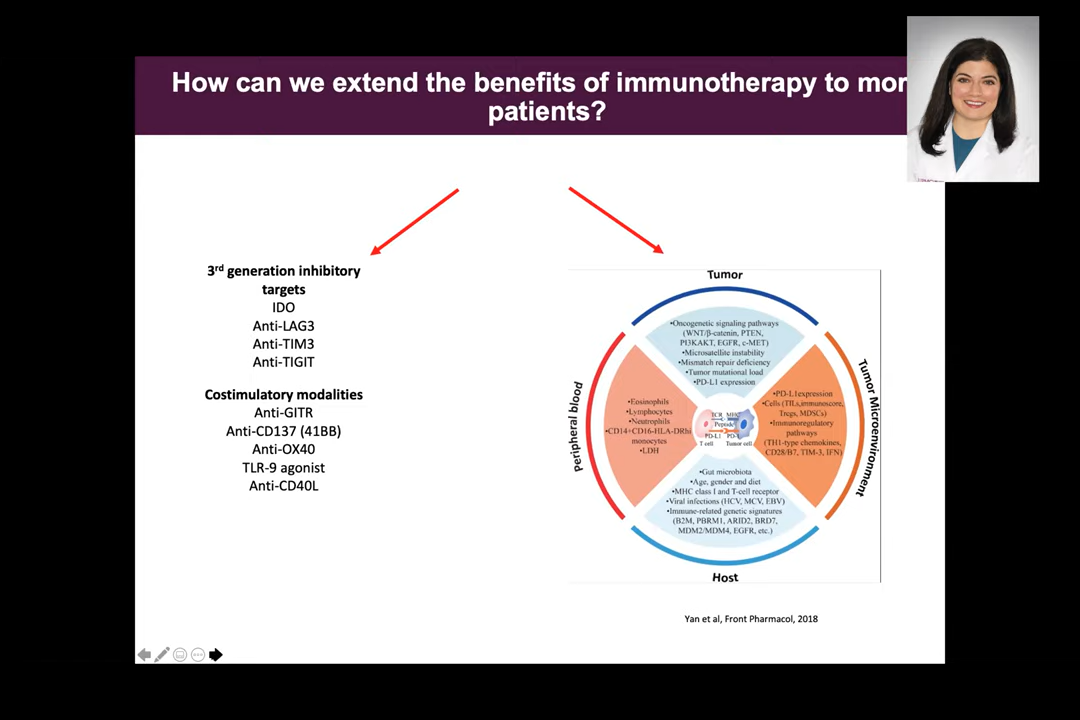 How can we extend the benefits of immunotherapy to mor
patients?
3rd generation inhibitory
targets
IDO
Anti-LAG3
Anti-TIM3
Anti-TIGIT
Costimulatory modalities
Anti-GITR
Anti-CD137 (41BB)
Anti-OX40
TLR-9 agonist
Anti-CD40L
Tumor
•Oncogenetic signaling pathways
(WNT/β-catenin, PTEN,
PI3KAKT, EGFR, c-MET)
•Microsatellite instability
•Mismatch repair deficiency
•Tumor mutational load
•PD-L1 expression
Peripheral blood
•Eosinophils
•Lymphocytes
•Neutrophils
•CD14+CD16-HLA-DRhi
monocytes
•LDH
TCR MHC
Peptide
PD-L1 PD-1
T cell Tumor cell
Tumor Microenvironment
•PD-L1expression
•Cells (TILs,immunoscore,
Tregs, MDSCs)
•Immunoregulatory
pathways
(TH1-type chemokines,
CD28/B7, TIM-3, IFN)
•Gut microbiota
•Age, gender and diet
•MHC class I and T-cell receptor
•Viral infections (HCV, MCV, EBV)
•Immune-related genetic signatures
(B2M, PBRM1, ARID2, BRD7,
MDM2/MDM4, EGFR, etc.)
Host
Yan et al, Front Pharmacol, 2018